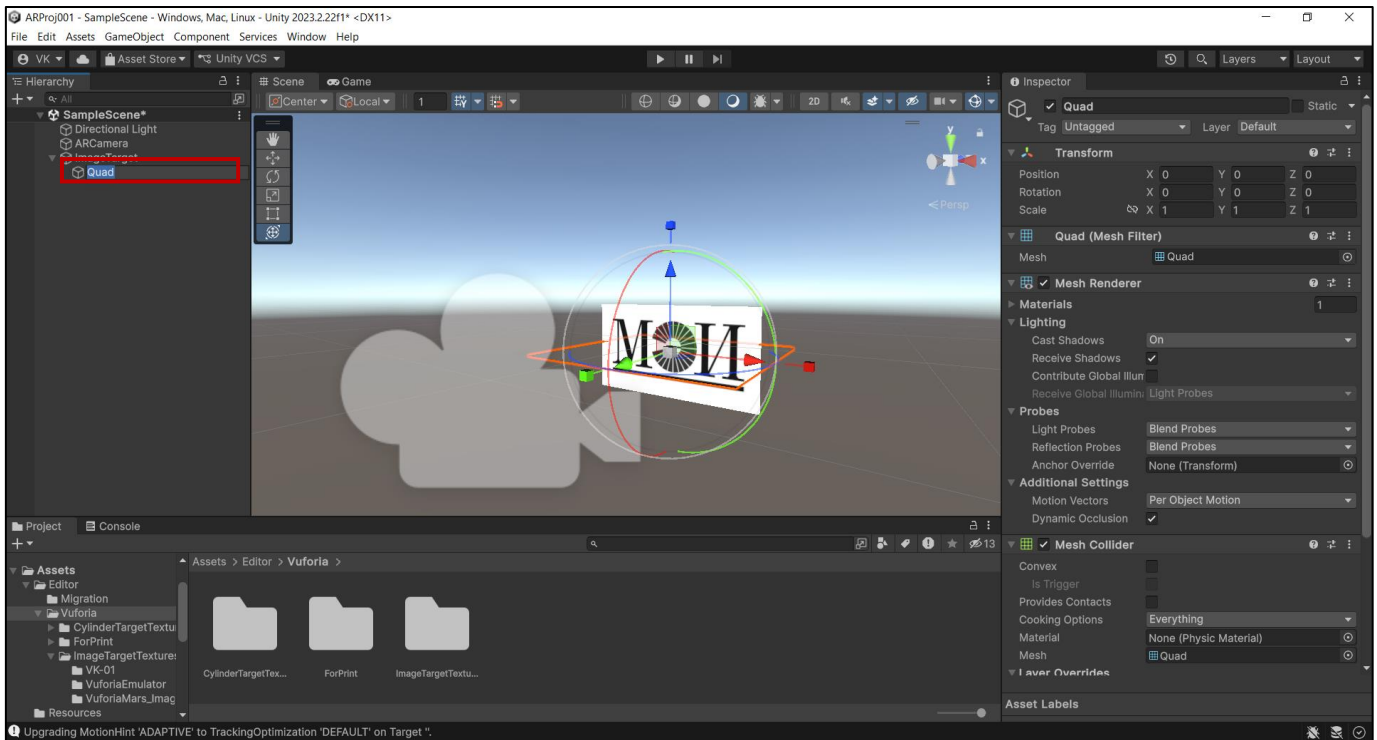 ARProj001 - SampleScene - Windows, Mac, Linux - Unity 2023.2.22f1* <DX11>
File Edit Assets GameObject Component Services Window Help
VK Asset Store Unity VCS Layers Layout
Hierarchy
All
SampleScene*
Directional Light
ARCamera
ImageTarget
Quad
Scene Game
Center Local 1 2D
y
x
Persp
Inspector
Quad Static
Tag Untagged Layer Default
Transform
Position X 0 Y 0 Z 0
Rotation X 0 Y 0 Z 0
Scale X 1 Y 1 Z 1
Quad (Mesh Filter)
Mesh Quad
Mesh Renderer
Materials 1
Lighting
Cast Shadows On
Receive Shadows
Contribute Global Illum
Receive Global Illumin Light Probes
Probes
Light Probes Blend Probes
Reflection Probes Blend Probes
Anchor Override None (Transform)
Additional Settings
Motion Vectors Per Object Motion
Dynamic Occlusion
Mesh Collider
Convex
Is Trigger
Provides Contacts
Cooking Options Everything
Material None (Physic Material)
Mesh Quad
Layer Overrides
Asset Labels
Project Console
13
Assets
Editor
Migration
Vuforia
CylinderTargetTextu
ForPrint
ImageTargetTextures
VK-01
VuforiaEmulator
VuforiaMars_Imag
Resources
Assets > Editor > Vuforia >
CylinderTargetTex... ForPrint ImageTargetTextu...
Upgrading MotionHint 'ADAPTIVE' to TrackingOptimization 'DEFAULT' on Target ''.